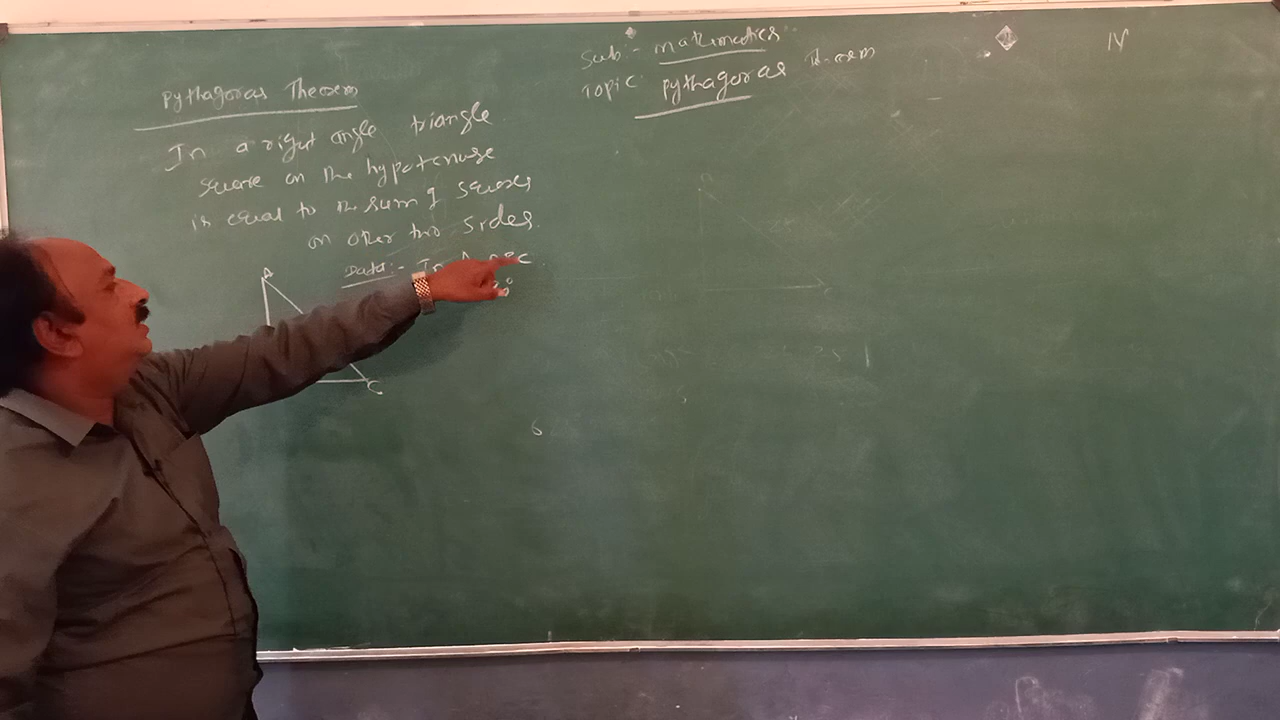 Sub:- mathematics
Topic: pythagoras Theorem
IV
Pythagoras Theorem
In a right angle triangle
square on the hypotenuse
is equal to the sum of squares
on other two sides.
Data:- In
A
C
6